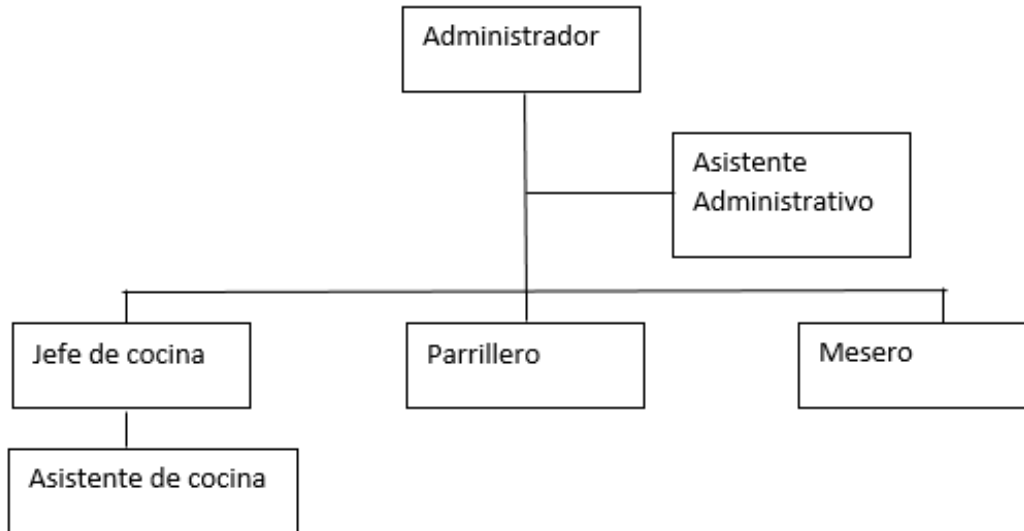 Administrador
Asistente
Administrativo
Jefe de cocina
Parrillero
Mesero
Asistente de cocina